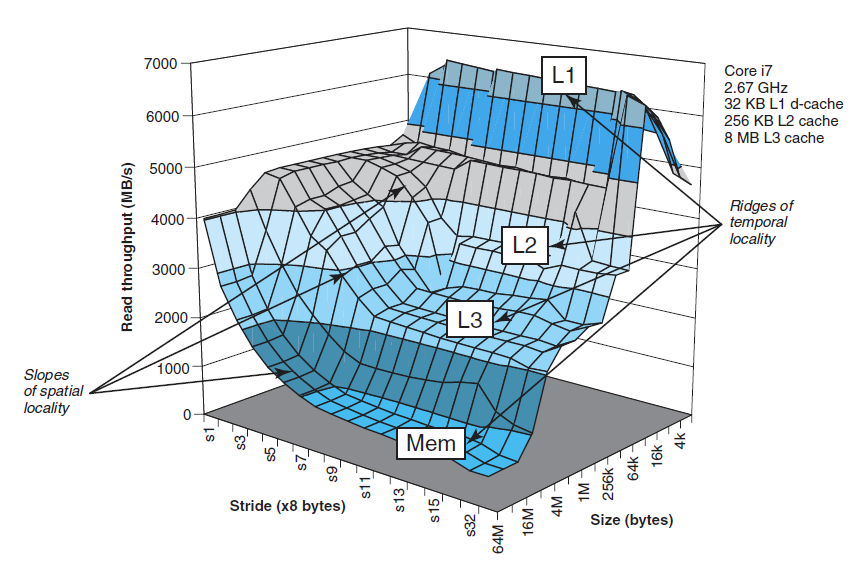 7000
6000
5000
4000
3000
2000
1000
0
Read throughput (MB/s)
L1
L2
L3
Mem
Core i7
2.67 GHz
32 KB L1 d-cache
256 KB L2 cache
8 MB L3 cache
Ridges of
temporal
locality
Slopes
of spatial
locality
s1
s3
s5
s7
s9
s11
s13
s15
s32
Stride (x8 bytes)
64M
16M
4M
1M
256k
64k
16k
4k
Size (bytes)